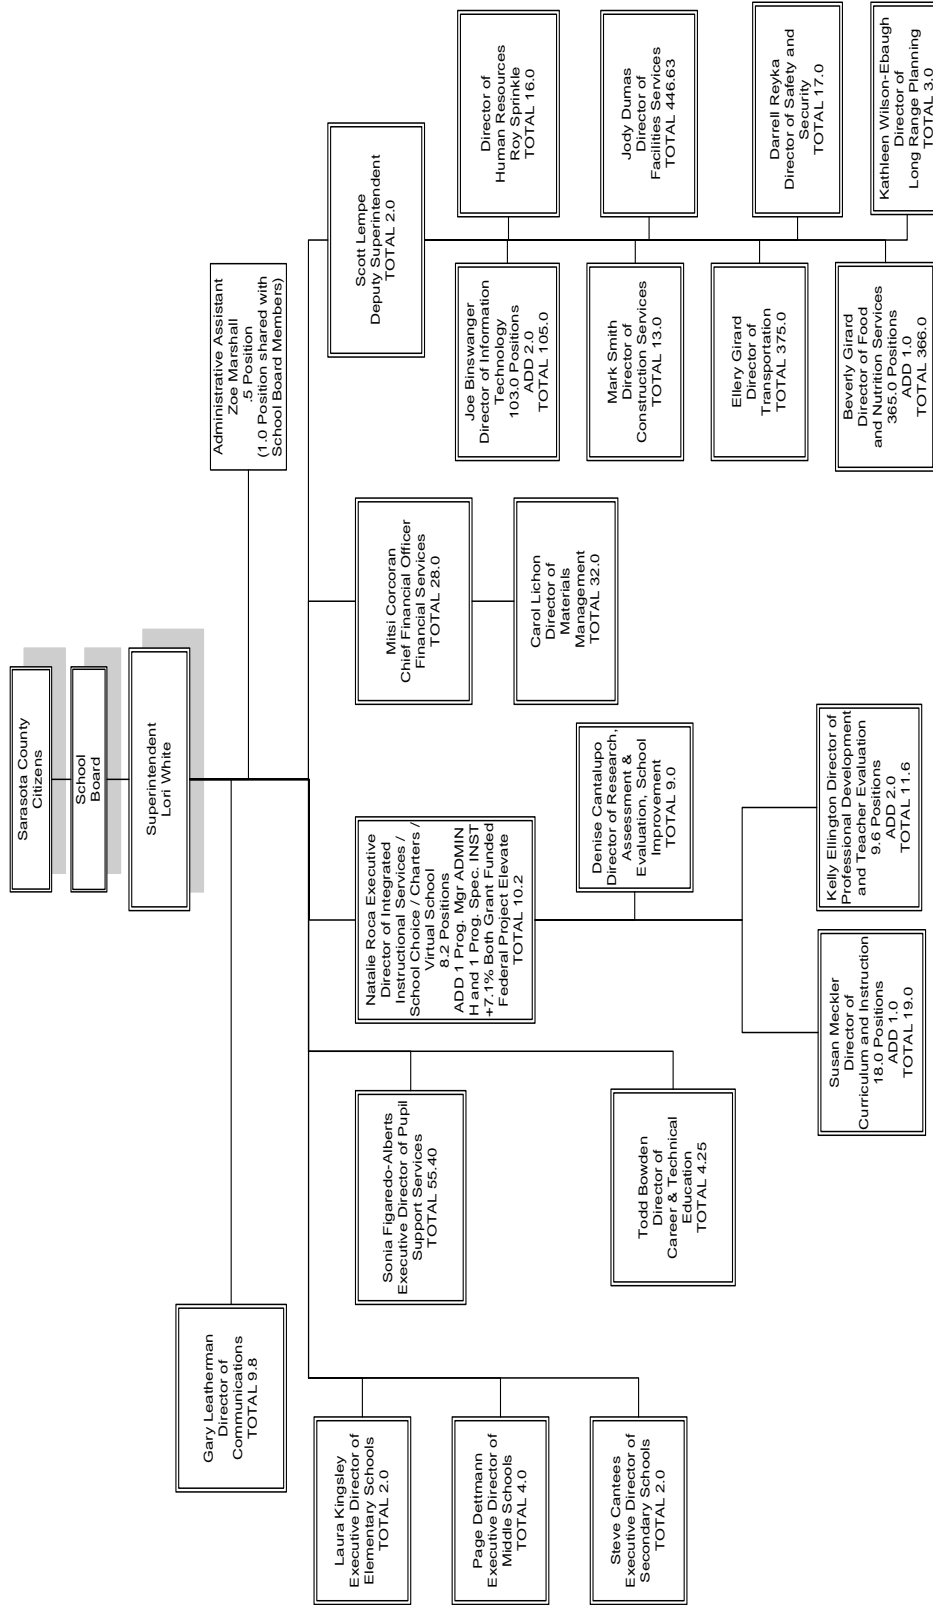 Sarasota County
Citizens
School
Board
Superintendent
Lori White
Gary Leatherman
Director of
Communications
TOTAL 9.8
Administrative Assistant
Zoe Marshall
.5 Position
(1.0 Position shared with
School Board Members)
Laura Kingsley
Executive Director of
Elementary Schools
TOTAL 2.0
Page Dettmann
Executive Director of
Middle Schools
TOTAL 4.0
Steve Cantees
Executive Director of
Secondary Schools
TOTAL 2.0
Sonia Figaredo-Alberts
Executive Director of Pupil
Support Services
TOTAL 55.40
Todd Bowden
Director of
Career & Technical
Education
TOTAL 4.25
Natalie Roca Executive
Director of Integrated
Instructional Services /
School Choice / Charters /
Virtual School
8.2 Positions
ADD 1 Prog. Mgr ADMIN
H and 1 Prog. Spec. INST
+7.1% Both Grant Funded
Federal Project Elevate
TOTAL 10.2
Denise Cantalupo
Director of Research,
Assessment &
Evaluation, School
Improvement
TOTAL 9.0
Susan Meckler
Director of
Curriculum and Instruction
18.0 Positions
ADD 1.0
TOTAL 19.0
Kelly Ellington Director of
Professional Development
and Teacher Evaluation
9.6 Positions
ADD 2.0
TOTAL 11.6
Mitsi Corcoran
Chief Financial Officer
Financial Services
TOTAL 28.0
Carol Lichon
Director of
Materials
Management
TOTAL 32.0
Scott Lempe
Deputy Superintendent
TOTAL 2.0
Joe Binswanger
Director of Information
Technology
103.0 Positions
ADD 2.0
TOTAL 105.0
Director of
Human Resources
Roy Sprinkle
TOTAL 16.0
Mark Smith
Director of
Construction Services
TOTAL 13.0
Jody Dumas
Director of
Facilities Services
TOTAL 446.63
Ellery Girard
Director of
Transportation
TOTAL 375.0
Darrell Reyka
Director of Safety and
Security
TOTAL 17.0
Beverly Girard
Director of Food
and Nutrition Services
365.0 Positions
ADD 1.0
TOTAL 366.0
Kathleen Wilson-Ebaugh
Director of
Long Range Planning
TOTAL 3.0